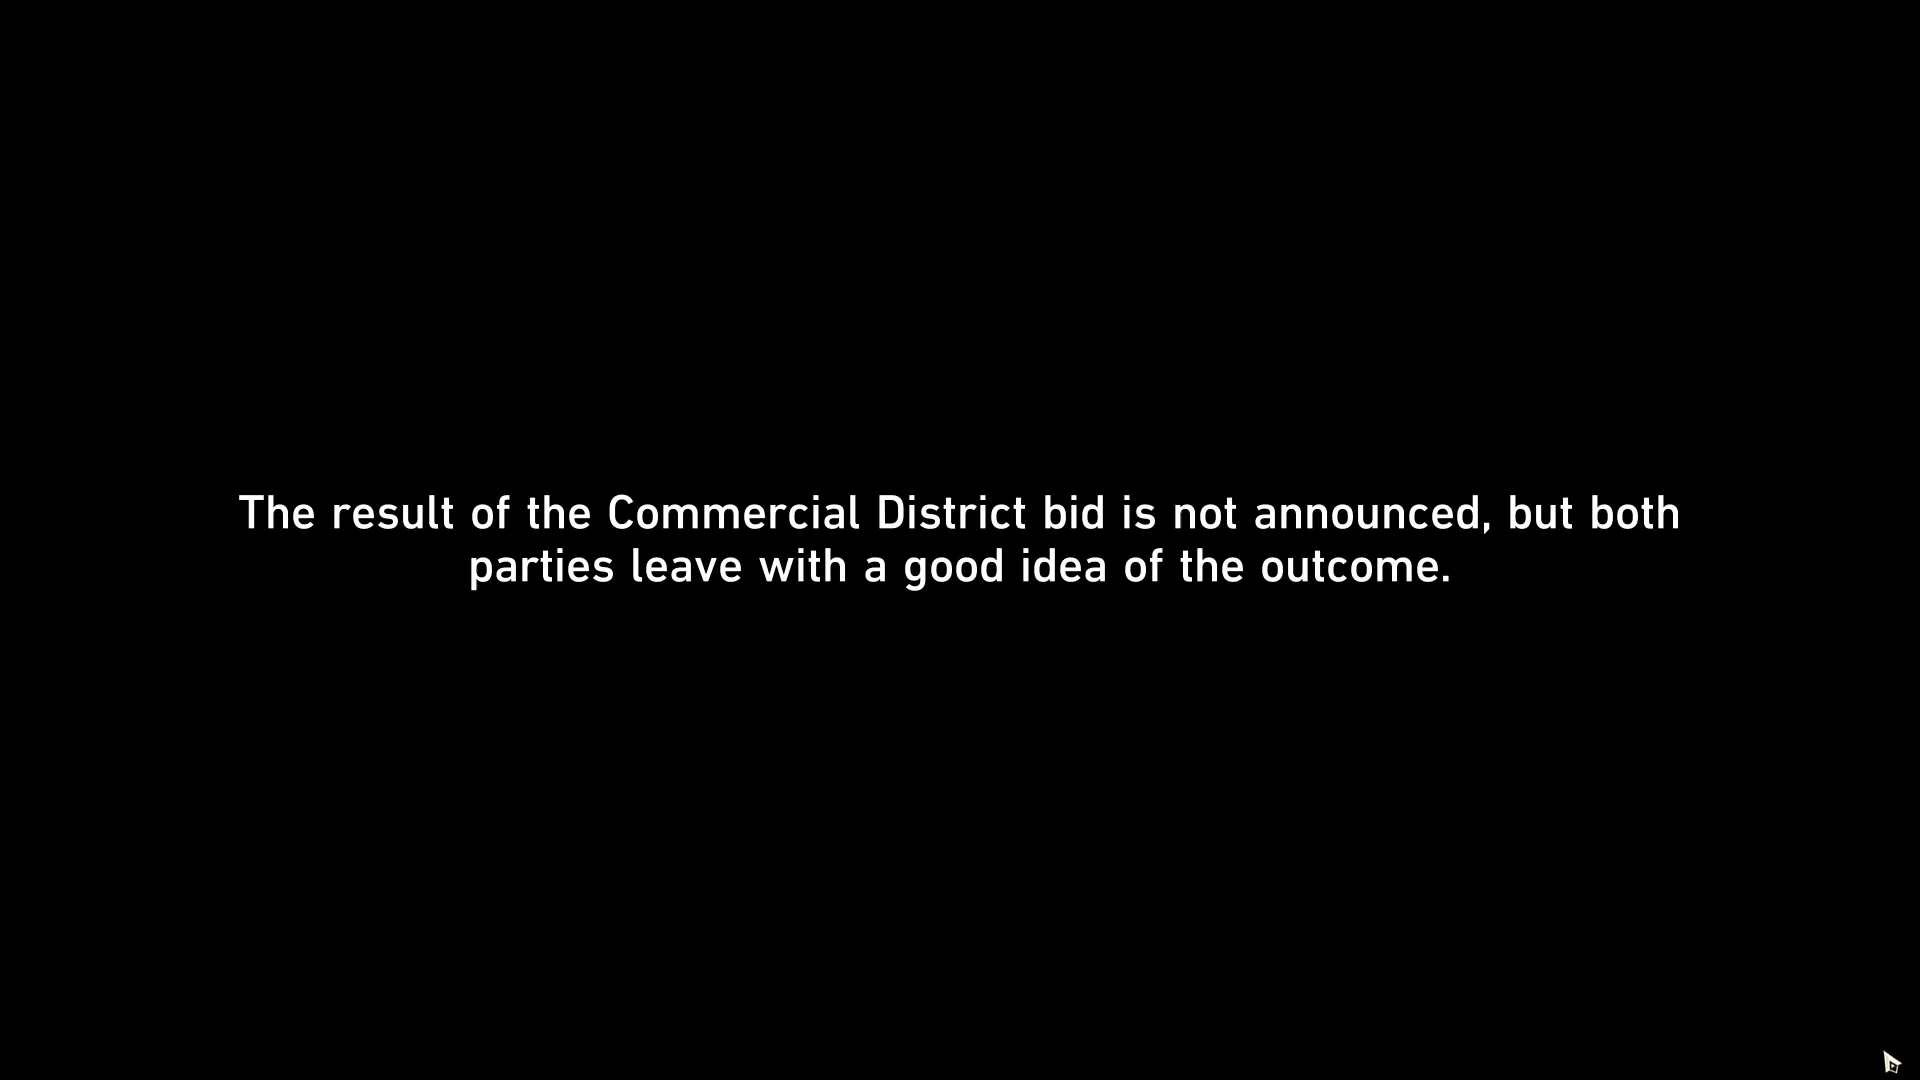 The result of the Commercial District bid is not announced, but both
parties leave with a good idea of the outcome.